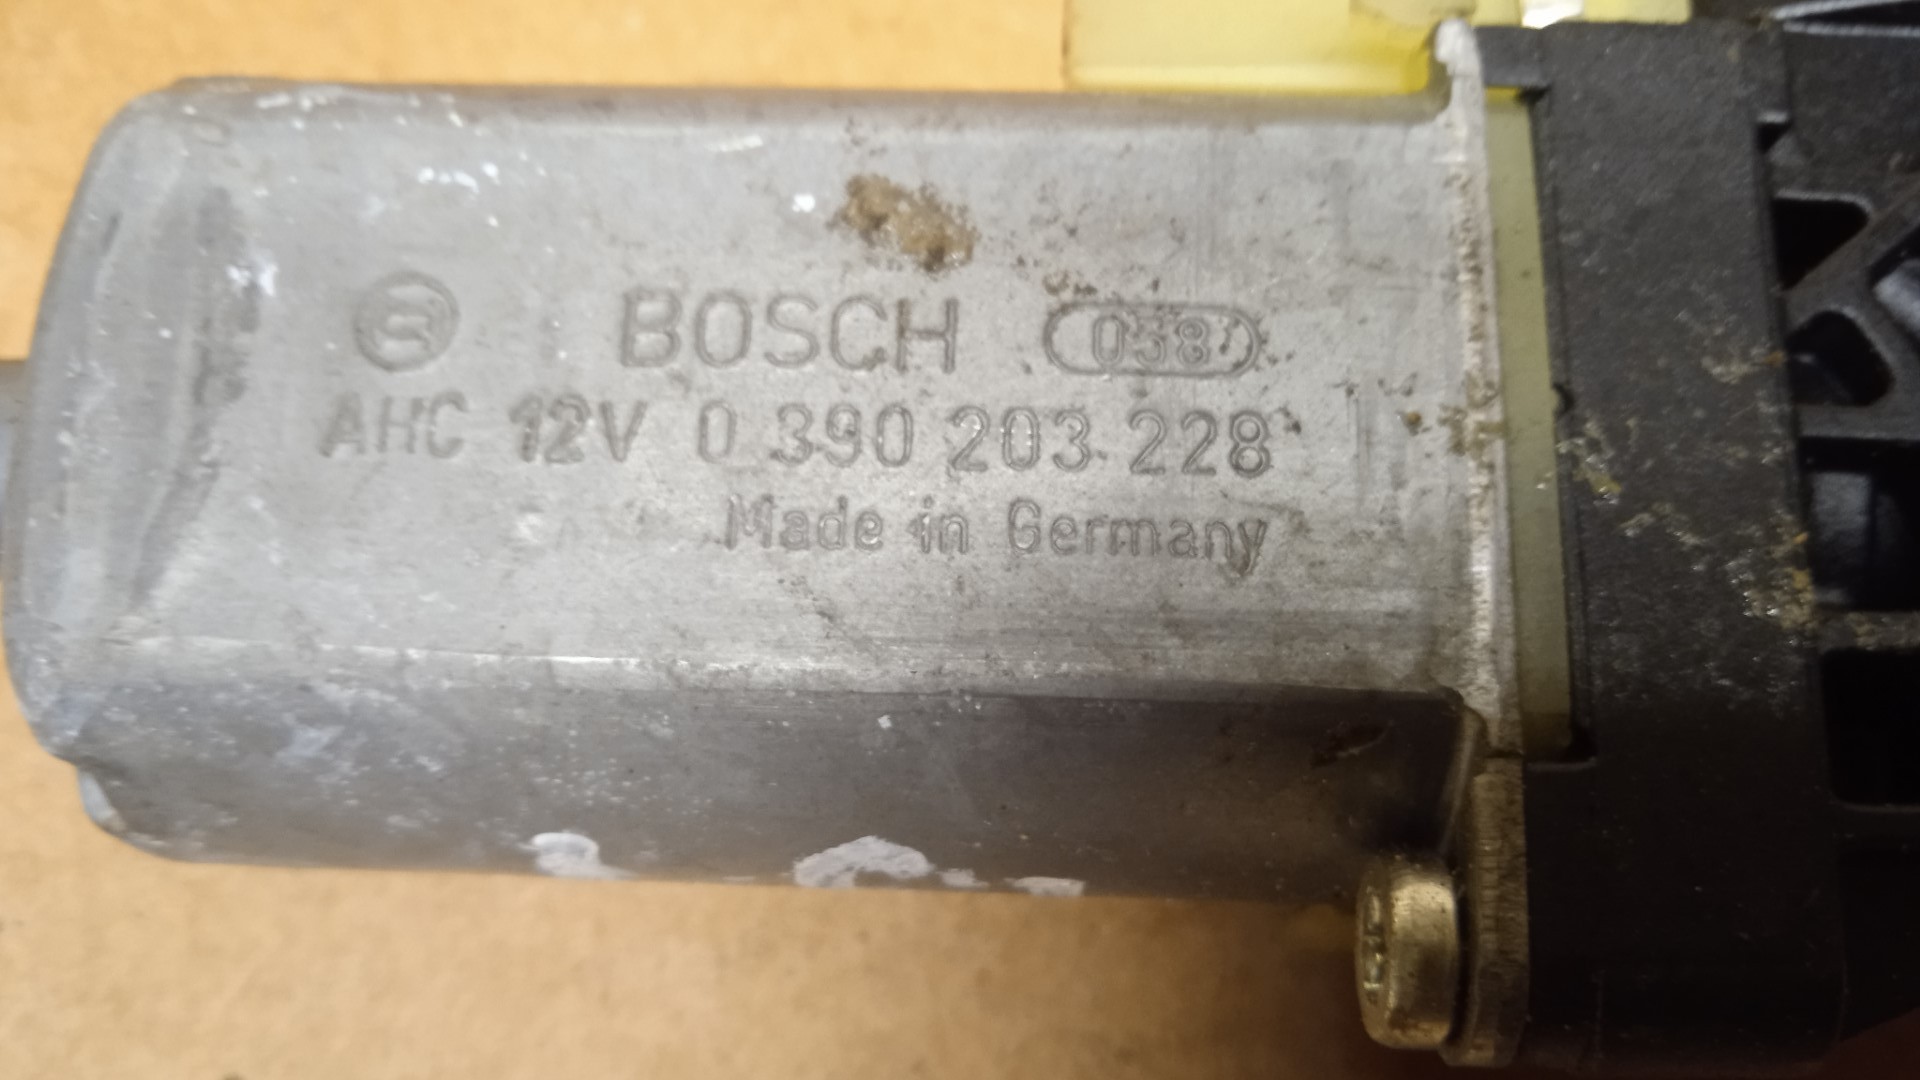 BOSCH 038
AHC 12V 0 390 203 228
Made in Germany